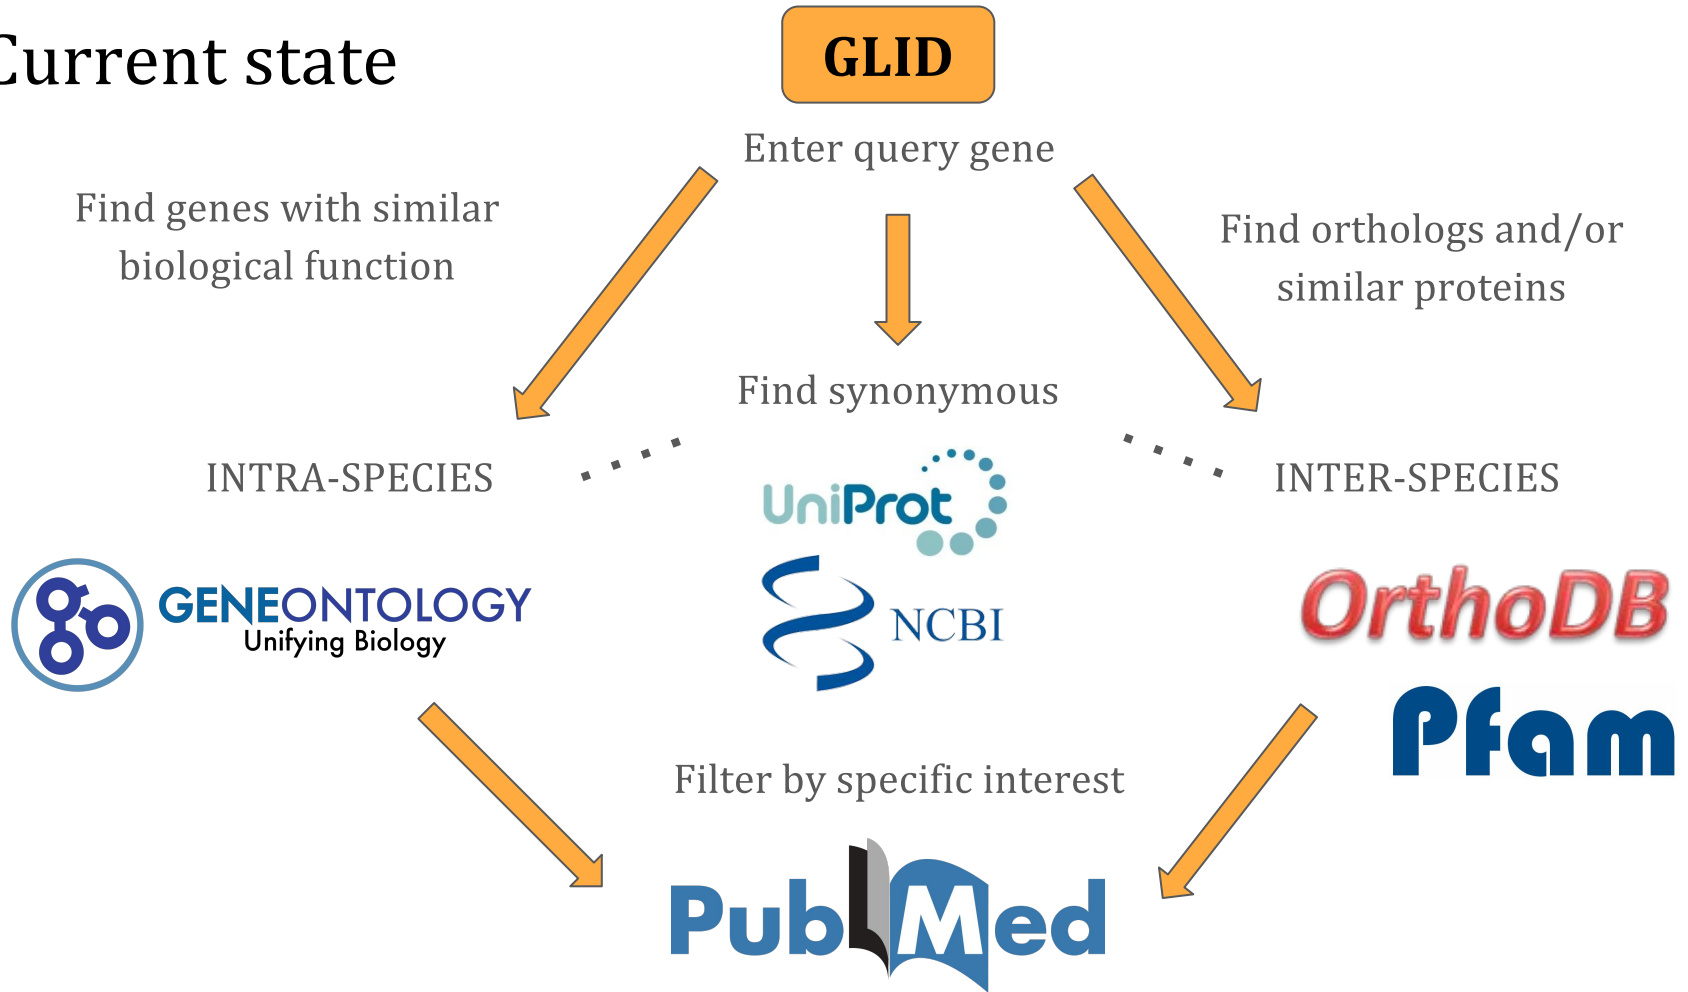 Current state
GLID
Enter query gene
Find genes with similar
biological function
Find orthologs and/or
similar proteins
Find synonymous
INTRA-SPECIES
INTER-SPECIES
UniProt
GENEONTOLOGY
Unifying Biology
go
NCBI
OrthoDB
Pfam
Filter by specific interest
PubMed